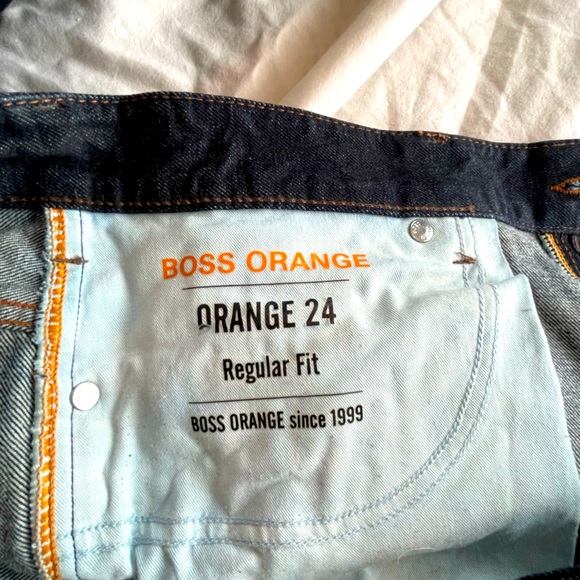 BOSS ORANGE
ORANGE 24
Regular Fit
BOSS ORANGE since 1999